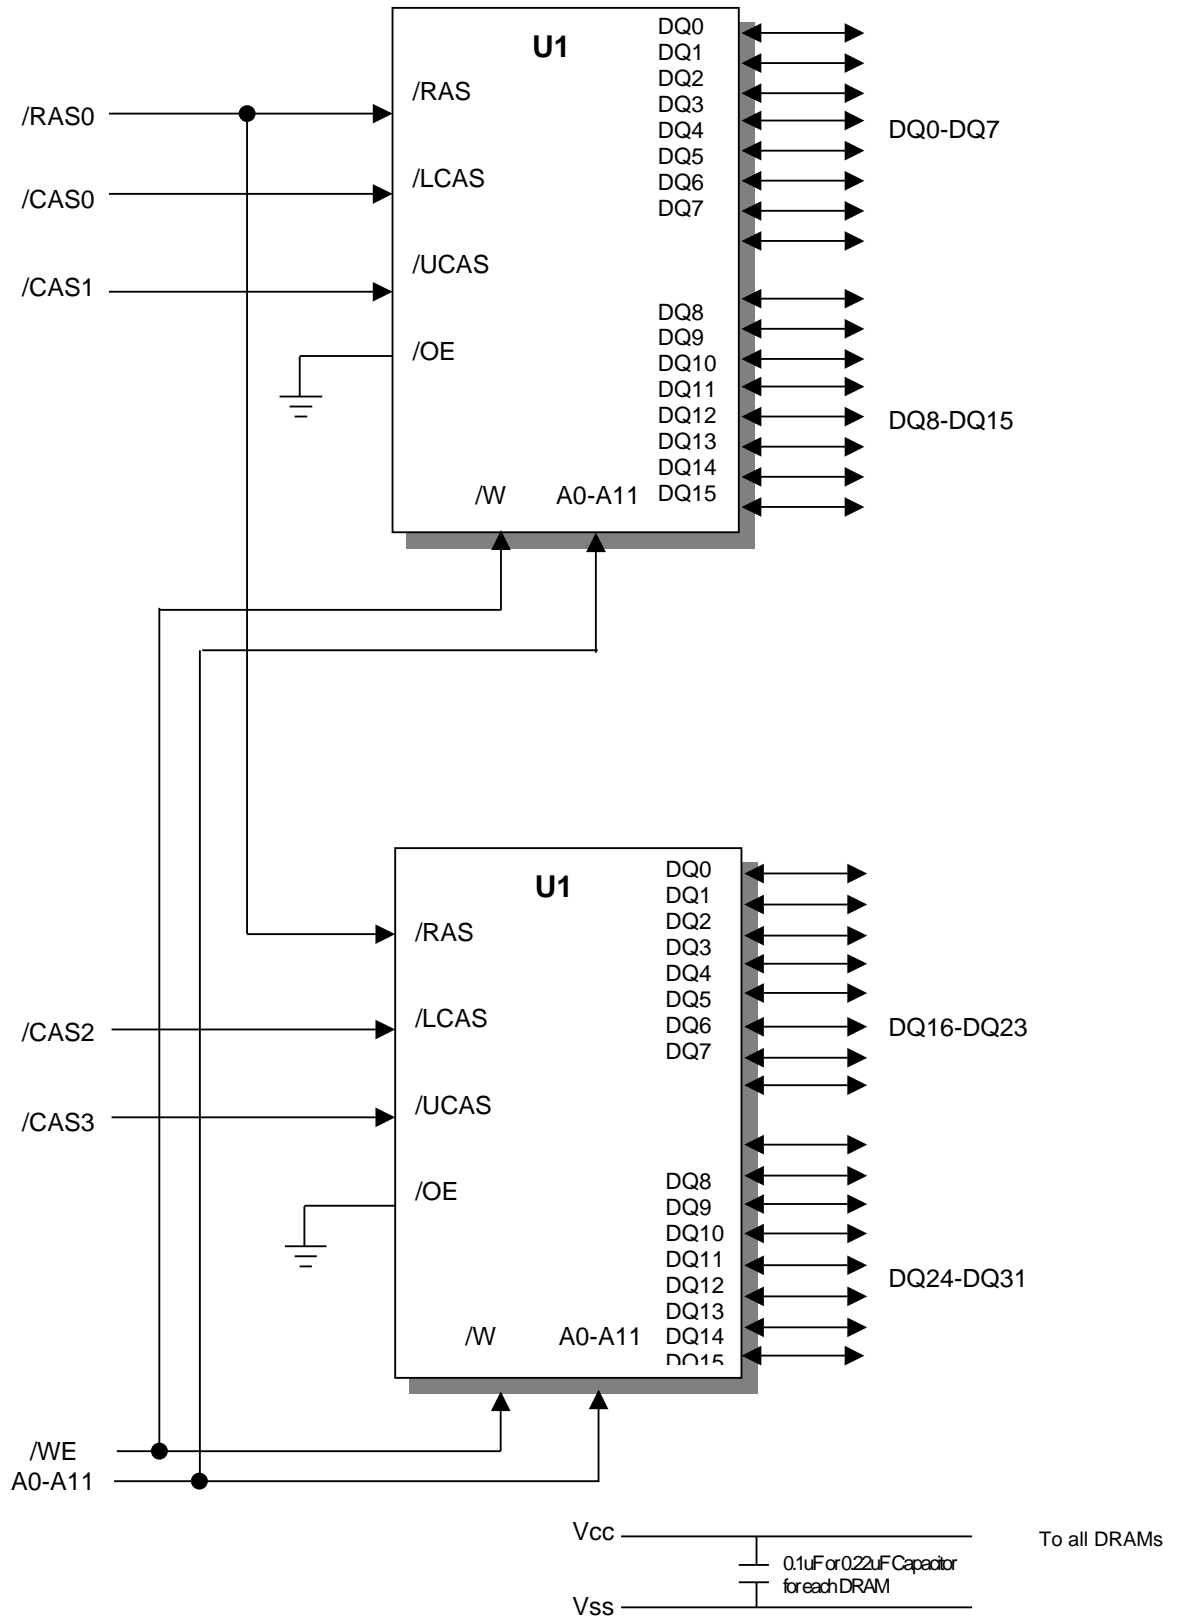 U1
/RAS0
/CAS0
/CAS1
/RAS
/LCAS
/UCAS
/OE
/W
A0-A11
DQ0
DQ1
DQ2
DQ3
DQ4
DQ5
DQ6
DQ7
DQ8
DQ9
DQ10
DQ11
DQ12
DQ13
DQ14
DQ15
DQ0-DQ7
DQ8-DQ15
U1
/CAS2
/CAS3
/RAS
/LCAS
/UCAS
/OE
/W
A0-A11
DQ0
DQ1
DQ2
DQ3
DQ4
DQ5
DQ6
DQ7
DQ8
DQ9
DQ10
DQ11
DQ12
DQ13
DQ14
DQ15
DQ16-DQ23
DQ24-DQ31
/WE
A0-A11
Vcc
To all DRAMs
0.1uF or 0.22uF Capacitor
for each DRAM
Vss